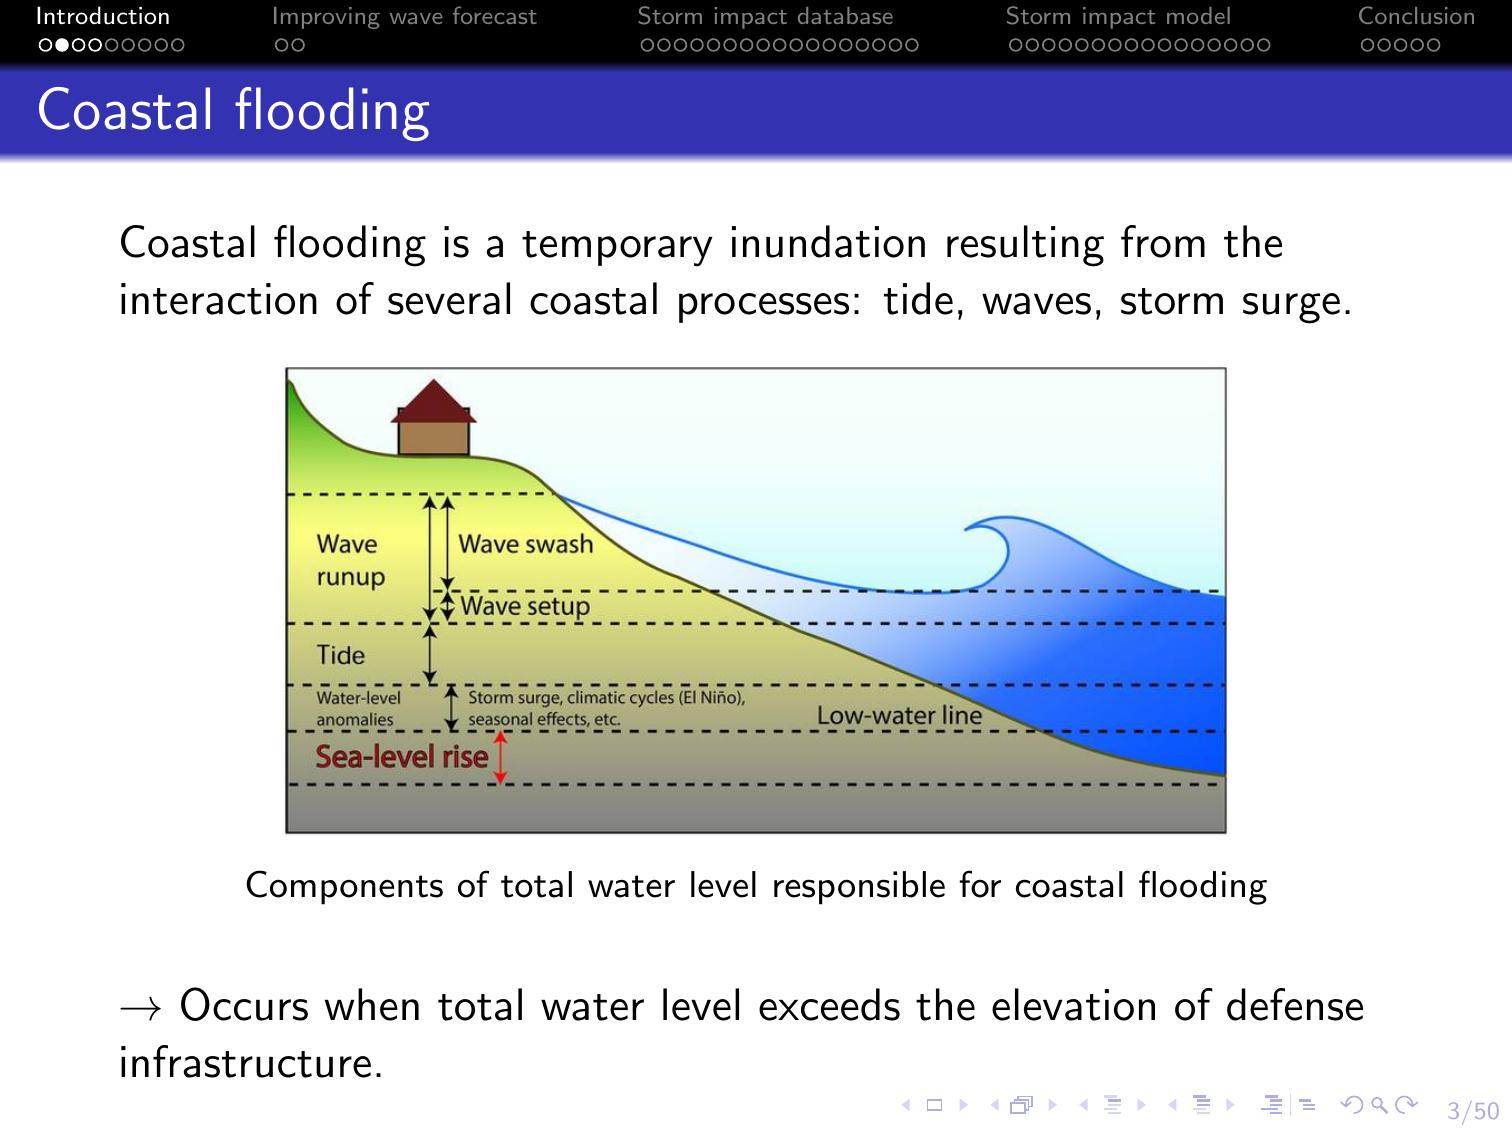 Introduction
Improving wave forecast
Storm impact database
Storm impact model
Conclusion
Coastal flooding
Coastal flooding is a temporary inundation resulting from the
interaction of several coastal processes: tide, waves, storm surge.
Wave
runup
Wave swash
Wave setup
Tide
Water-level
anomalies
Storm surge, climatic cycles (El Niño),
seasonal effects, etc.
Low-water line
Sea-level rise
Components of total water level responsible for coastal flooding
→ Occurs when total water level exceeds the elevation of defense
infrastructure.
3/50